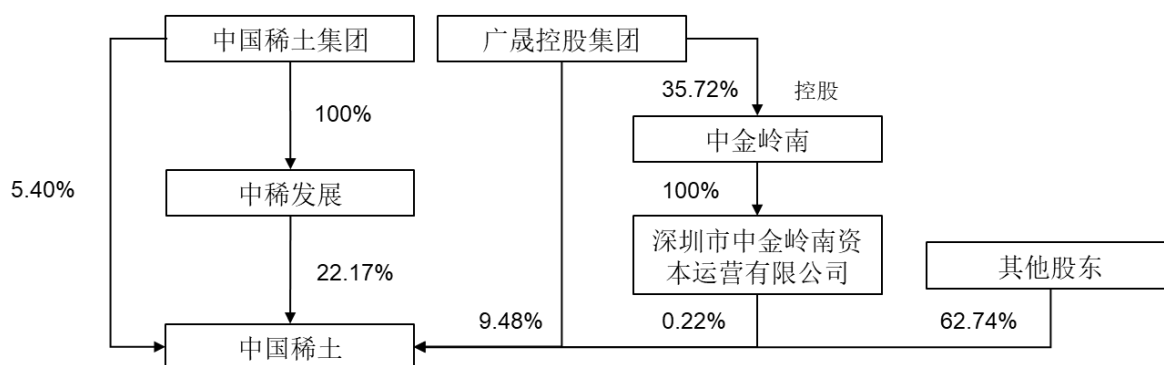 中国稀土集团
广晟控股集团
35.72%
控股
100%
中金岭南
5.40%
中稀发展
100%
深圳市中金岭南资
本运营有限公司
其他股东
22.17%
9.48%
0.22%
62.74%
中国稀土